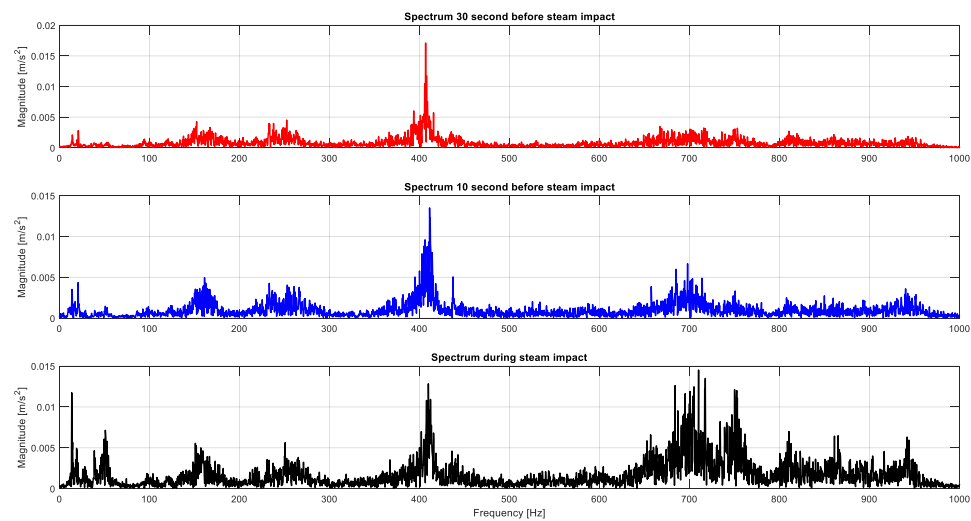 Spectrum 30 second before steam impact
Magnitude [m/s²]
0.02
0.015
0.01
0.005
0
0 100 200 300 400 500 600 700 800 900 1000
Spectrum 10 second before steam impact
Magnitude [m/s²]
0.015
0.01
0.005
0
0 100 200 300 400 500 600 700 800 900 1000
Spectrum during steam impact
Magnitude [m/s²]
0.015
0.01
0.005
0
0 100 200 300 400 500 600 700 800 900 1000
Frequency [Hz]